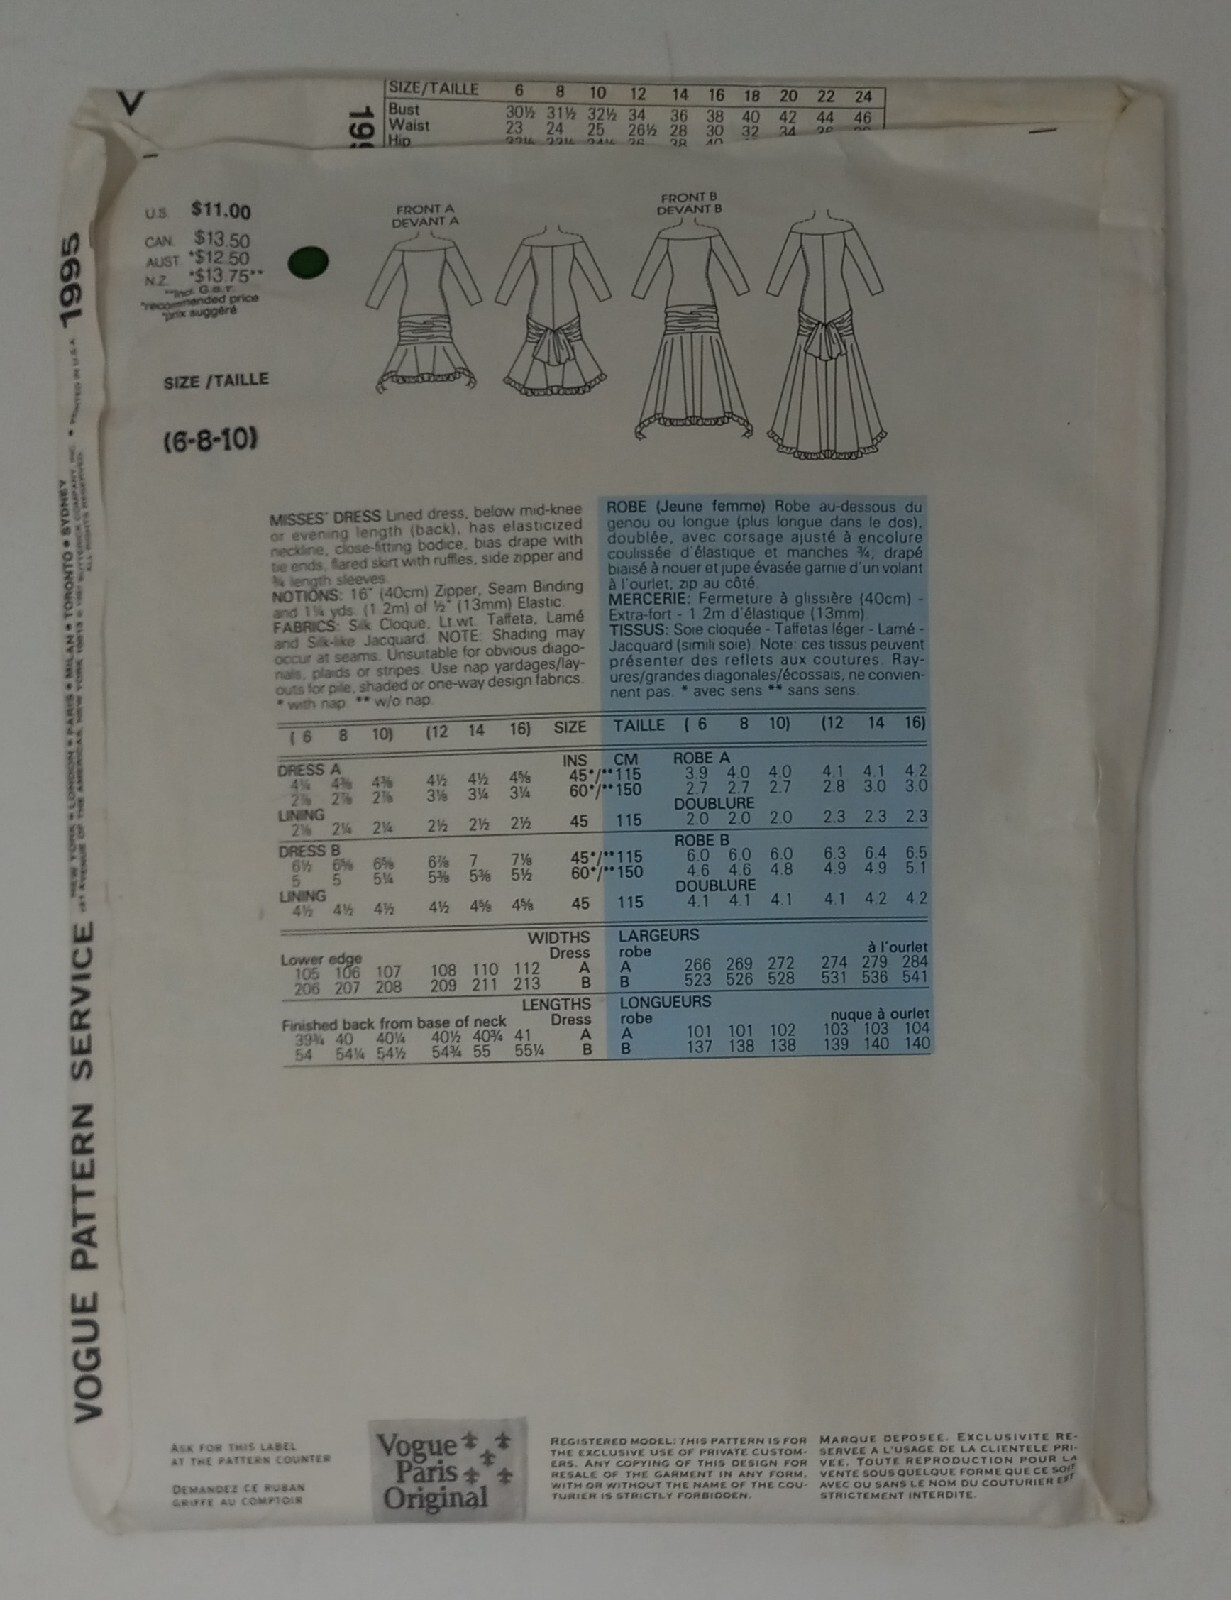 SIZE/TAILLE 6 8 10 12 14 16 18 20 22 24
Bust 30½ 31½ 32½ 34 36 38 40 42 44 46
Waist 23 24 25 26½ 28 30 32 34
Hip
U.S. $11.00
CAN. $13.50
AUST. *$12.50
N.Z. *$13.75**
**Incl. G.S.T.
*recommended price
*prix suggéré
SIZE /TAILLE
(6-8-10)
FRONT A
DEVANT A
FRONT B
DEVANT B
MISSES' DRESS Lined dress, below mid-knee
or evening length (back), has elasticized
neckline, close-fitting bodice, bias drape with
tie ends, flared skirt with ruffles, side zipper and
¾ length sleeves.
NOTIONS: 16" (40cm) Zipper, Seam Binding
and 1¼ yds. (1.2m) of ½" (13mm) Elastic.
FABRICS: Silk Cloque, Lt.wt. Taffeta, Lamé
and Silk-like Jacquard. NOTE: Shading may
occur at seams. Unsuitable for obvious diago-
nals, plaids or stripes. Use nap yardages/lay-
outs for pile, shaded or one-way design fabrics.
* with nap. ** w/o nap.
ROBE (Jeune femme) Robe au-dessous du
genou ou longue (plus longue dans le dos),
doublée, avec corsage ajusté à encolure
coulissée d'élastique et manches ¾, drapé
biaisé à nouer et jupe évasée garnie d'un volant
à l'ourlet, zip au côté.
MERCERIE: Fermeture à glissière (40cm) -
Extra-fort - 1.2m d'élastique (13mm).
TISSUS: Soie cloquée - Taffetas léger - Lamé -
Jacquard (simili soie). Note: ces tissus peuvent
présenter des reflets aux coutures. Ray-
ures/grandes diagonales/écossais, ne convien-
nent pas. * avec sens ** sans sens.
( 6 8 10) (12 14 16) SIZE TAILLE ( 6 8 10) (12 14 16)
INS CM ROBE A
DRESS A
4¼ 4⅜ 4⅜ 4½ 4½ 4⅝ 45*/**115 3.9 4.0 4.0 4.1 4.1 4.2
2⅞ 2⅞ 2⅞ 3⅛ 3¼ 3¼ 60*/**150 2.7 2.7 2.7 2.8 3.0 3.0
LINING DOUBLURE
2⅛ 2¼ 2¼ 2½ 2½ 2½ 45 115 2.0 2.0 2.0 2.3 2.3 2.3
DRESS B ROBE B
6½ 6⅝ 6⅝ 6⅞ 7 7⅛ 45*/**115 6.0 6.0 6.0 6.3 6.4 6.5
5 5 5¼ 5⅜ 5⅜ 5½ 60*/**150 4.6 4.6 4.8 4.9 4.9 5.1
LINING DOUBLURE
4½ 4½ 4½ 4½ 4⅝ 4⅝ 45 115 4.1 4.1 4.1 4.1 4.2 4.2
WIDTHS LARGEURS
Lower edge Dress robe à l'ourlet
105 106 107 108 110 112 A A 266 269 272 274 279 284
206 207 208 209 211 213 B B 523 526 528 531 536 541
LENGTHS LONGUEURS
Finished back from base of neck Dress robe nuque à ourlet
39¾ 40 40¼ 40½ 40¾ 41 A A 101 101 102 103 103 104
54 54¼ 54½ 54¾ 55 55¼ B B 137 138 138 139 140 140
VOGUE PATTERN SERVICE
NEW YORK • LONDON • PARIS • MILAN • TORONTO • SYDNEY
161 AVENUE OF THE AMERICAS, NEW YORK 10013
ALL RIGHTS RESERVED.
PRINTED IN U.S.A.
1995
ASK FOR THIS LABEL
AT THE PATTERN COUNTER
DEMANDEZ CE RUBAN
GRIFFE AU COMPTOIR
Vogue
Paris
Original
REGISTERED MODEL: THIS PATTERN IS FOR
THE EXCLUSIVE USE OF PRIVATE CUSTOM-
ERS. ANY COPYING OF THIS DESIGN FOR
RESALE OF THE GARMENT IN ANY FORM,
WITH OR WITHOUT THE NAME OF THE COU-
TURIER IS STRICTLY FORBIDDEN.
MARQUE DEPOSEE. EXCLUSIVITE RE-
SERVEE A L'USAGE DE LA CLIENTELE PRI-
VEE. TOUTE REPRODUCTION POUR LA
VENTE SOUS QUELQUE FORME QUE CE SOIT
AVEC OU SANS LE NOM DU COUTURIER EST
STRICTEMENT INTERDITE.